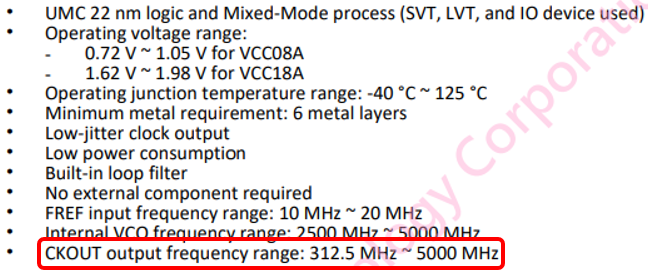 • UMC 22 nm logic and Mixed-Mode process (SVT, LVT, and IO device used)
• Operating voltage range:
- 0.72 V ~ 1.05 V for VCC08A
- 1.62 V ~ 1.98 V for VCC18A
• Operating junction temperature range: -40 °C ~ 125 °C
• Minimum metal requirement: 6 metal layers
• Low-jitter clock output
• Low power consumption
• Built-in loop filter
• No external component required
• FREF input frequency range: 10 MHz ~ 20 MHz
• Internal VCO frequency range: 2500 MHz ~ 5000 MHz
• CKOUT output frequency range: 312.5 MHz ~ 5000 MHz